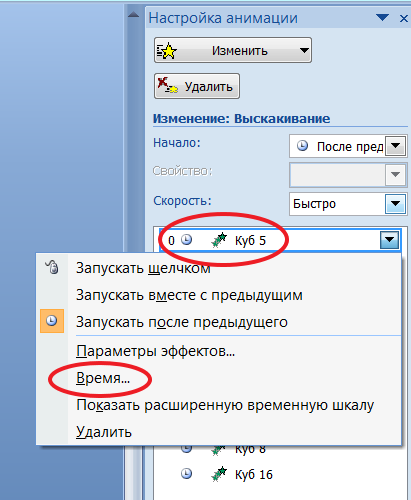 Настройка анимации
Изменить
Удалить
Изменение: Выскакивание
Начало: После пред
Свойство:
Скорость: Быстро
0 Куб 5
Запускать щелчком
Запускать вместе с предыдущим
Запускать после предыдущего
Параметры эффектов...
Время...
Показать расширенную временную шкалу
Удалить
Куб 8
Куб 16